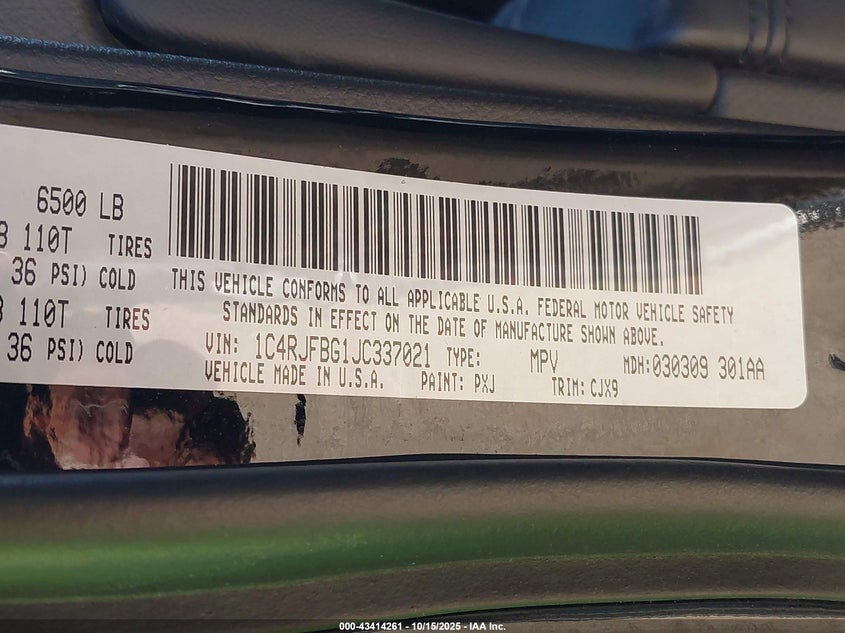 6500 LB
110T TIRES
36 PSI) COLD
110T TIRES
36 PSI) COLD
THIS VEHICLE CONFORMS TO ALL APPLICABLE U.S.A. FEDERAL MOTOR VEHICLE SAFETY
STANDARDS IN EFFECT ON THE DATE OF MANUFACTURE SHOWN ABOVE.
VIN: 1C4RJFBG1JC337021 TYPE: MPV MDH:030309 301AA
VEHICLE MADE IN U.S.A. PAINT: PXJ TRIM: CJX9
000-43414261 - 10/15/2025 - IAA Inc.